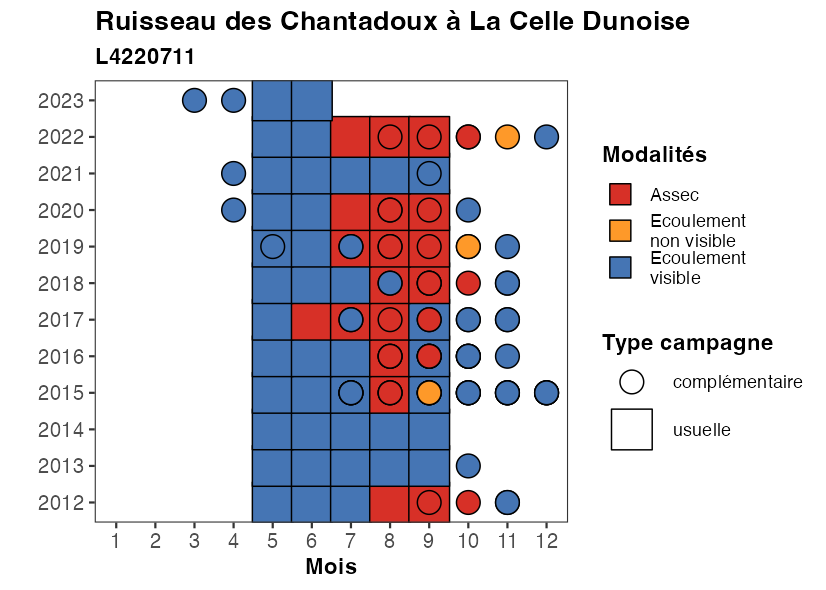 Ruisseau des Chantadoux à La Celle Dunoise
L4220711
2023
2022
2021
2020
2019
2018
2017
2016
2015
2014
2013
2012
1 2 3 4 5 6 7 8 9 10 11 12
Mois
Modalités
Assec
Ecoulement
non visible
Ecoulement
visible
Type campagne
complémentaire
usuelle